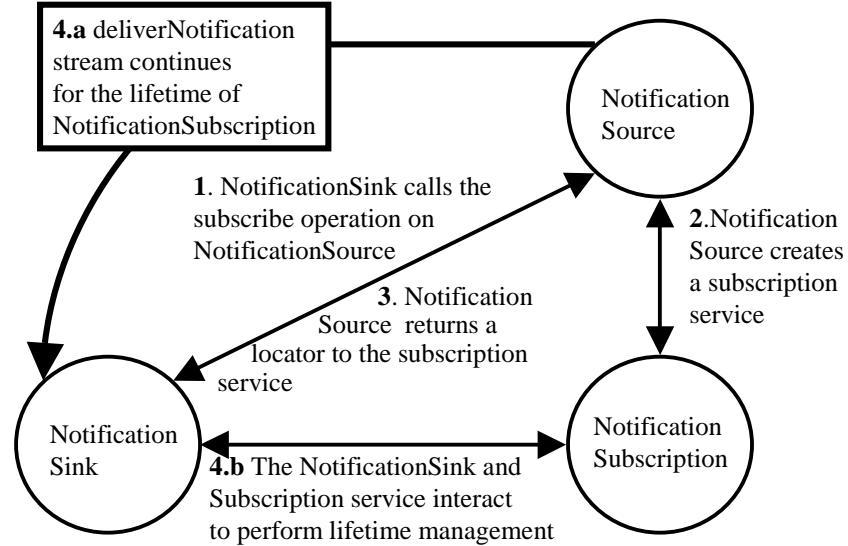 4.a deliverNotification
stream continues
for the lifetime of
NotificationSubscription
Notification
Source
1. NotificationSink calls the
subscribe operation on
NotificationSource
2.Notification
Source creates
a subscription
service
3. Notification
Source returns a
locator to the subscription
service
Notification
Sink
Notification
Subscription
4.b The NotificationSink and
Subscription service interact
to perform lifetime management